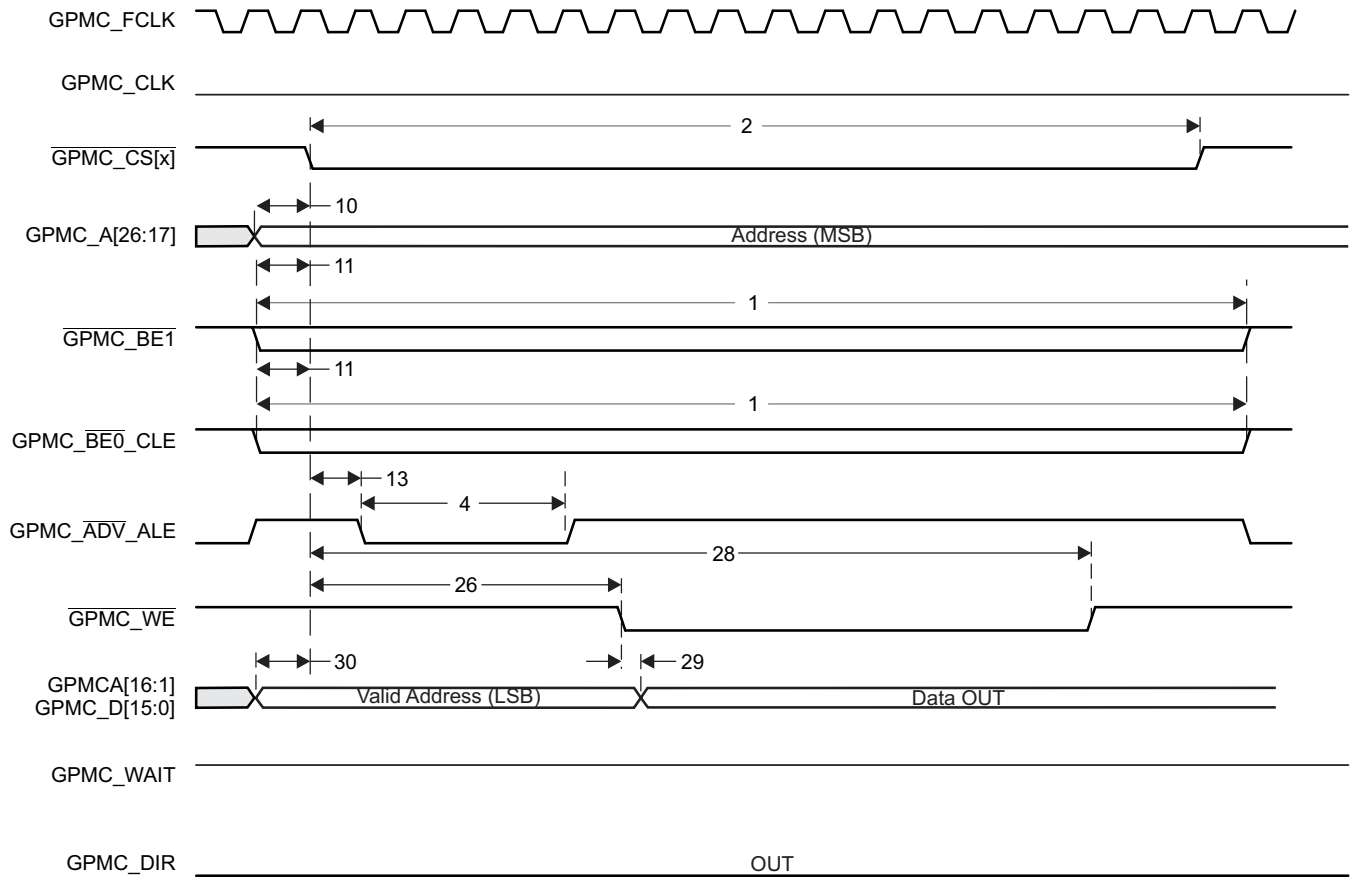 GPMC_FCLK
GPMC_CLK
2
GPMC_CS[x]
10
GPMC_A[26:17]
Address (MSB)
11
1
GPMC_BE1
11
1
GPMC_BE0_CLE
13
4
GPMC_ADV_ALE
28
26
GPMC_WE
30
29
GPMCA[16:1]
GPMC_D[15:0]
Valid Address (LSB)
Data OUT
GPMC_WAIT
GPMC_DIR
OUT